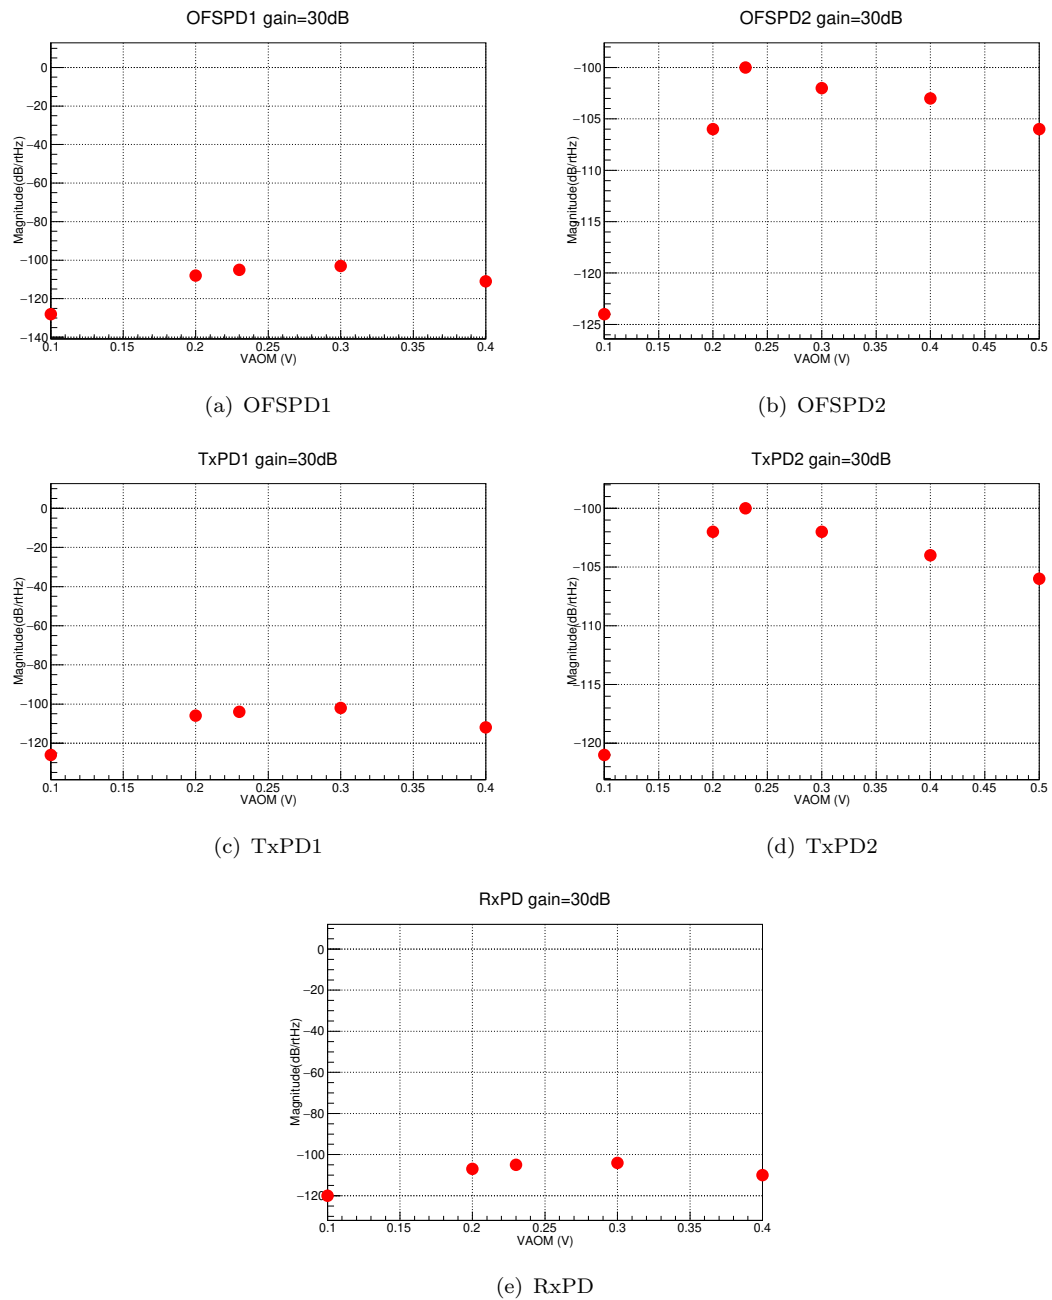 OFSPD1 gain=30dB
Magnitude(dB/rtHz)
0
−20
−40
−60
−80
−100
−120
−140
0.1 0.15 0.2 0.25 0.3 0.35 0.4
VAOM (V)
(a) OFSPD1
OFSPD2 gain=30dB
Magnitude(dB/rtHz)
−100
−105
−110
−115
−120
−125
0.1 0.15 0.2 0.25 0.3 0.35 0.4 0.45 0.5
VAOM (V)
(b) OFSPD2
TxPD1 gain=30dB
Magnitude(dB/rtHz)
0
−20
−40
−60
−80
−100
−120
0.1 0.15 0.2 0.25 0.3 0.35 0.4
VAOM (V)
(c) TxPD1
TxPD2 gain=30dB
Magnitude(dB/rtHz)
−100
−105
−110
−115
−120
0.1 0.15 0.2 0.25 0.3 0.35 0.4 0.45 0.5
VAOM (V)
(d) TxPD2
RxPD gain=30dB
Magnitude(dB/rtHz)
0
−20
−40
−60
−80
−100
−120
0.1 0.15 0.2 0.25 0.3 0.35 0.4
VAOM (V)
(e) RxPD